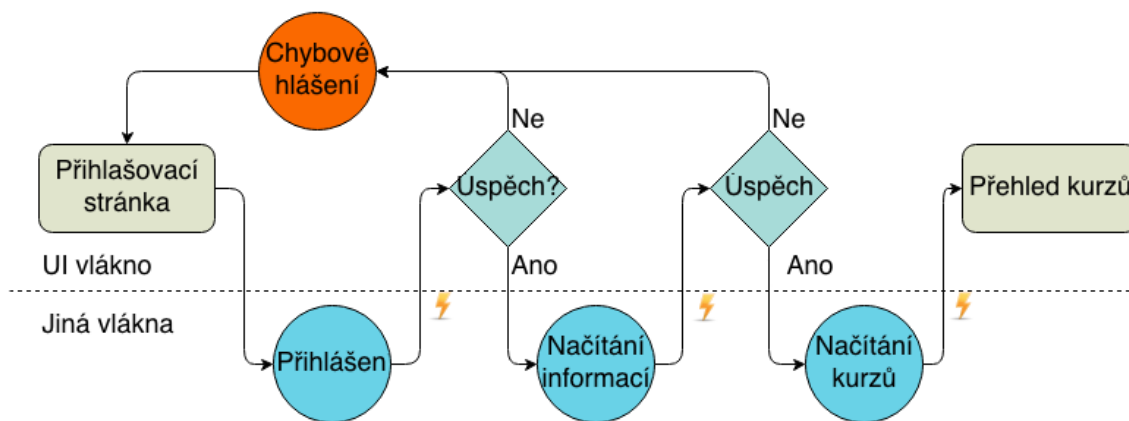 Chybové
hlášení
Ne
Ne
Přihlašovací
stránka
Úspěch?
Úspěch
Přehled kurzů
UI vlákno
Ano
Ano
Jiná vlákna
Přihlášen
Načítání
informací
Načítání
kurzů